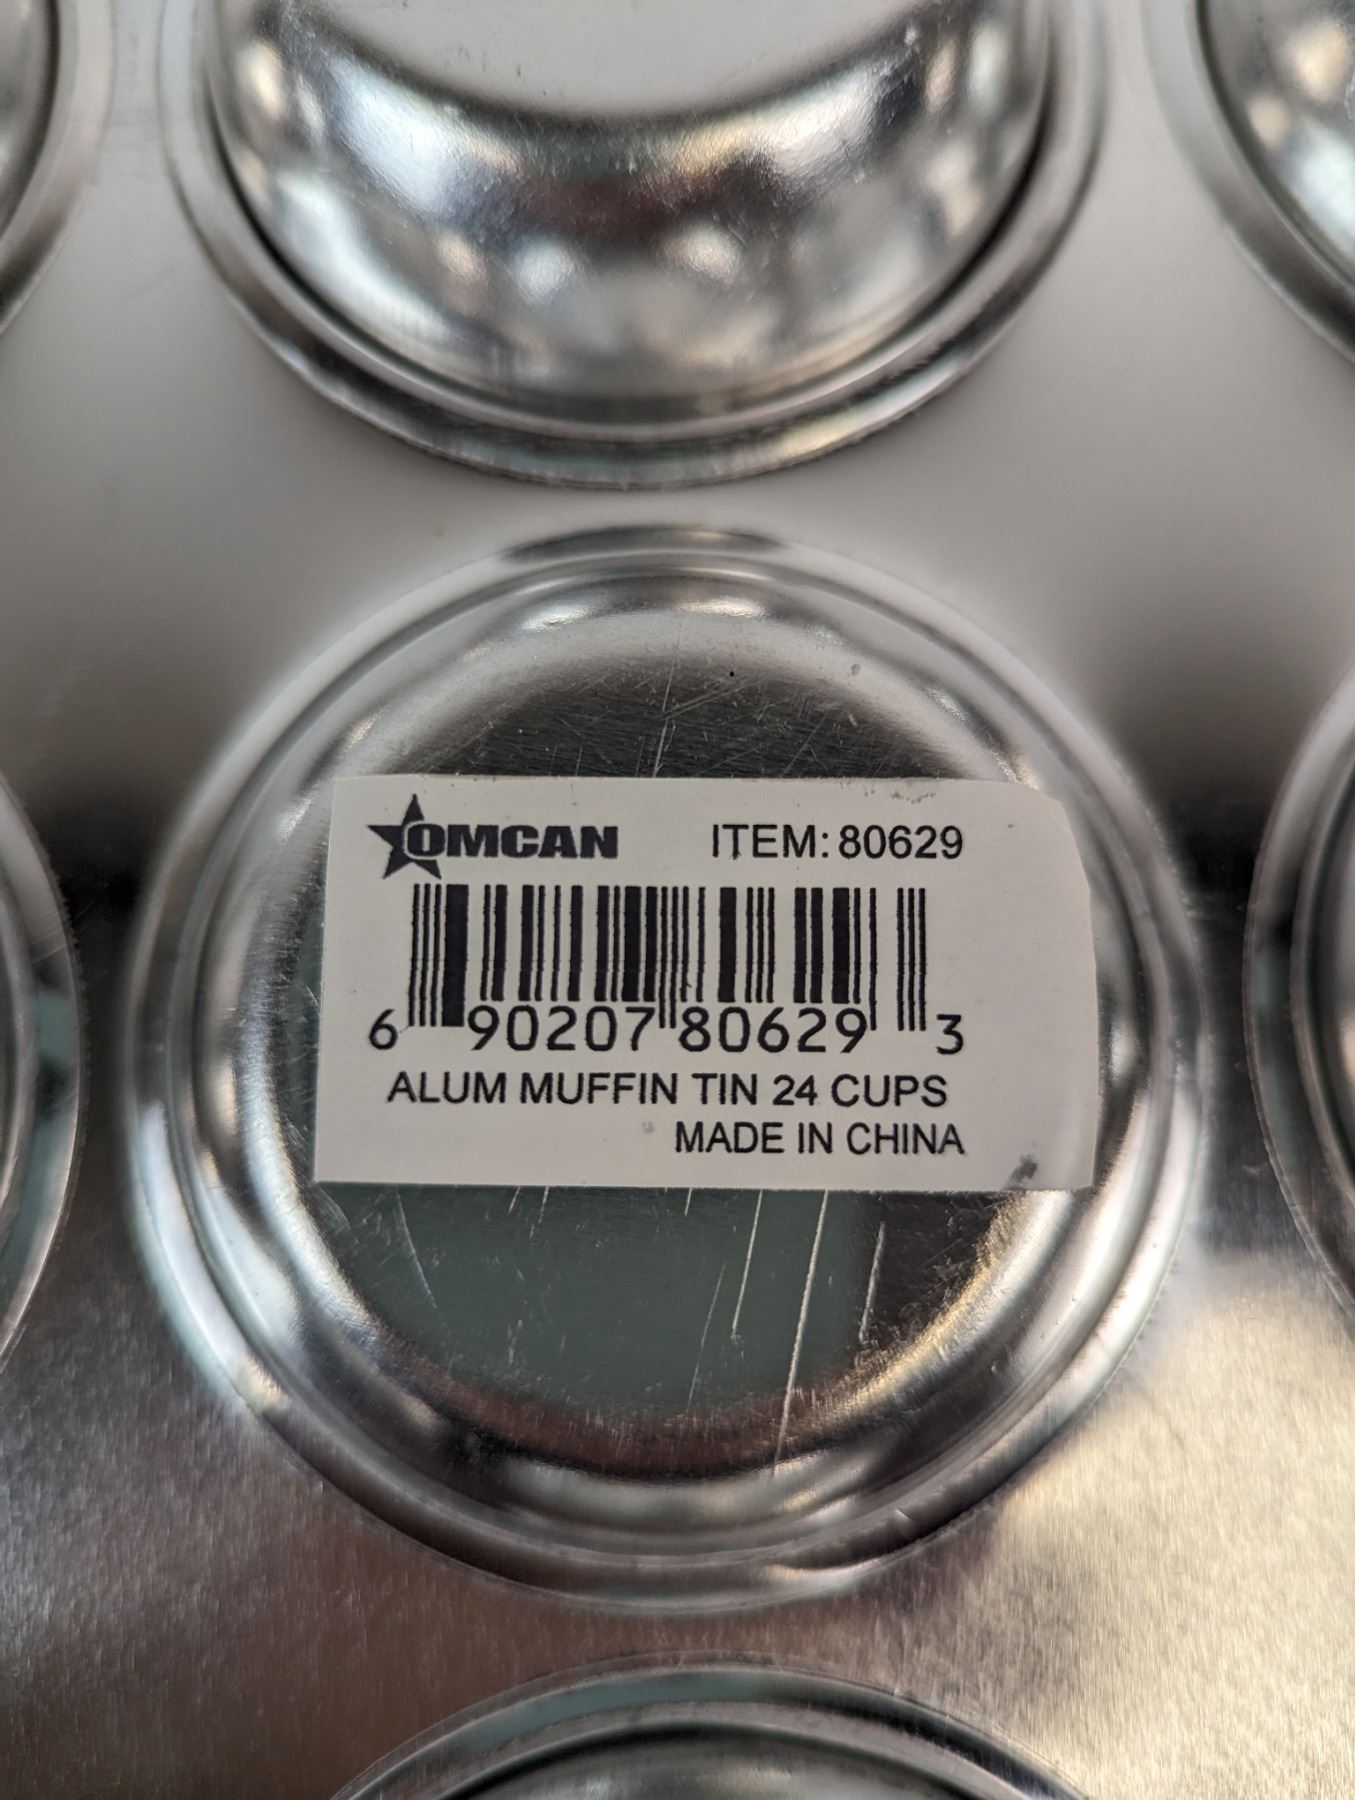 OMCAN ITEM: 80629
6 90207 80629 3
ALUM MUFFIN TIN 24 CUPS
MADE IN CHINA